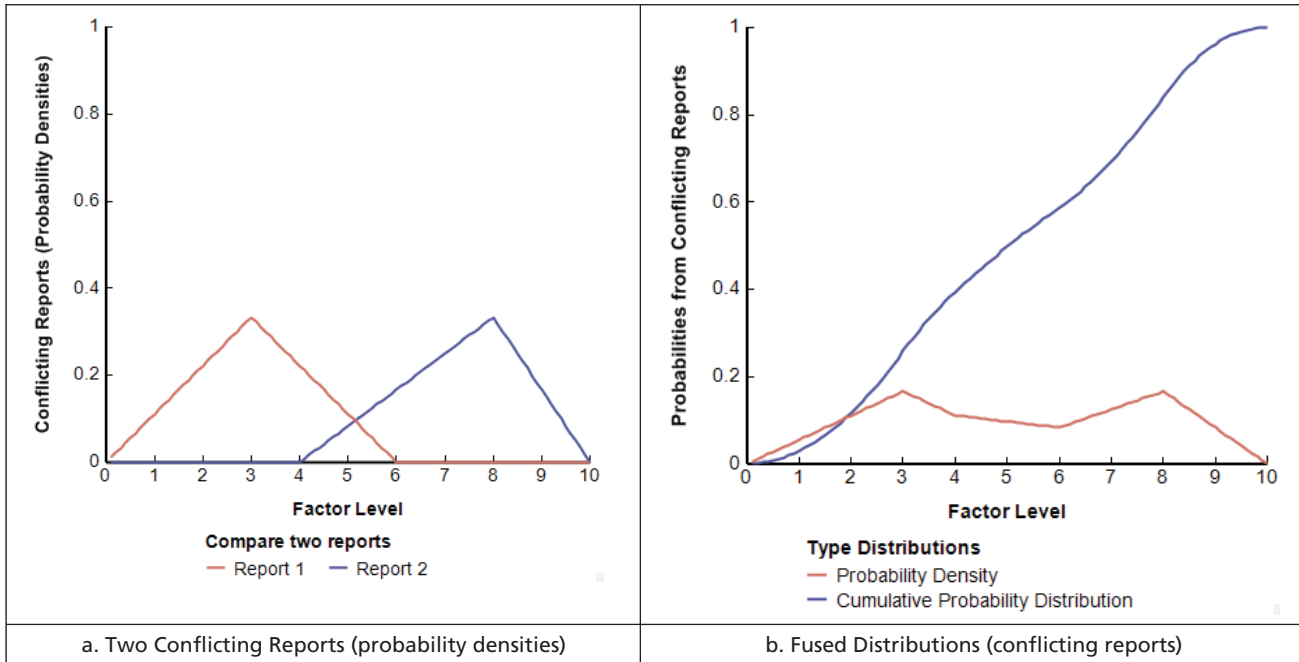 1
0.8
0.6
0.4
0.2
0
Conflicting Reports (Probability Densities)
0 1 2 3 4 5 6 7 8 9 10
Factor Level
Compare two reports
Report 1 Report 2
a. Two Conflicting Reports (probability densities)
1
0.8
0.6
0.4
0.2
0
Probabilities from Conflicting Reports
0 1 2 3 4 5 6 7 8 9 10
Factor Level
Type Distributions
Probability Density
Cumulative Probability Distribution
b. Fused Distributions (conflicting reports)